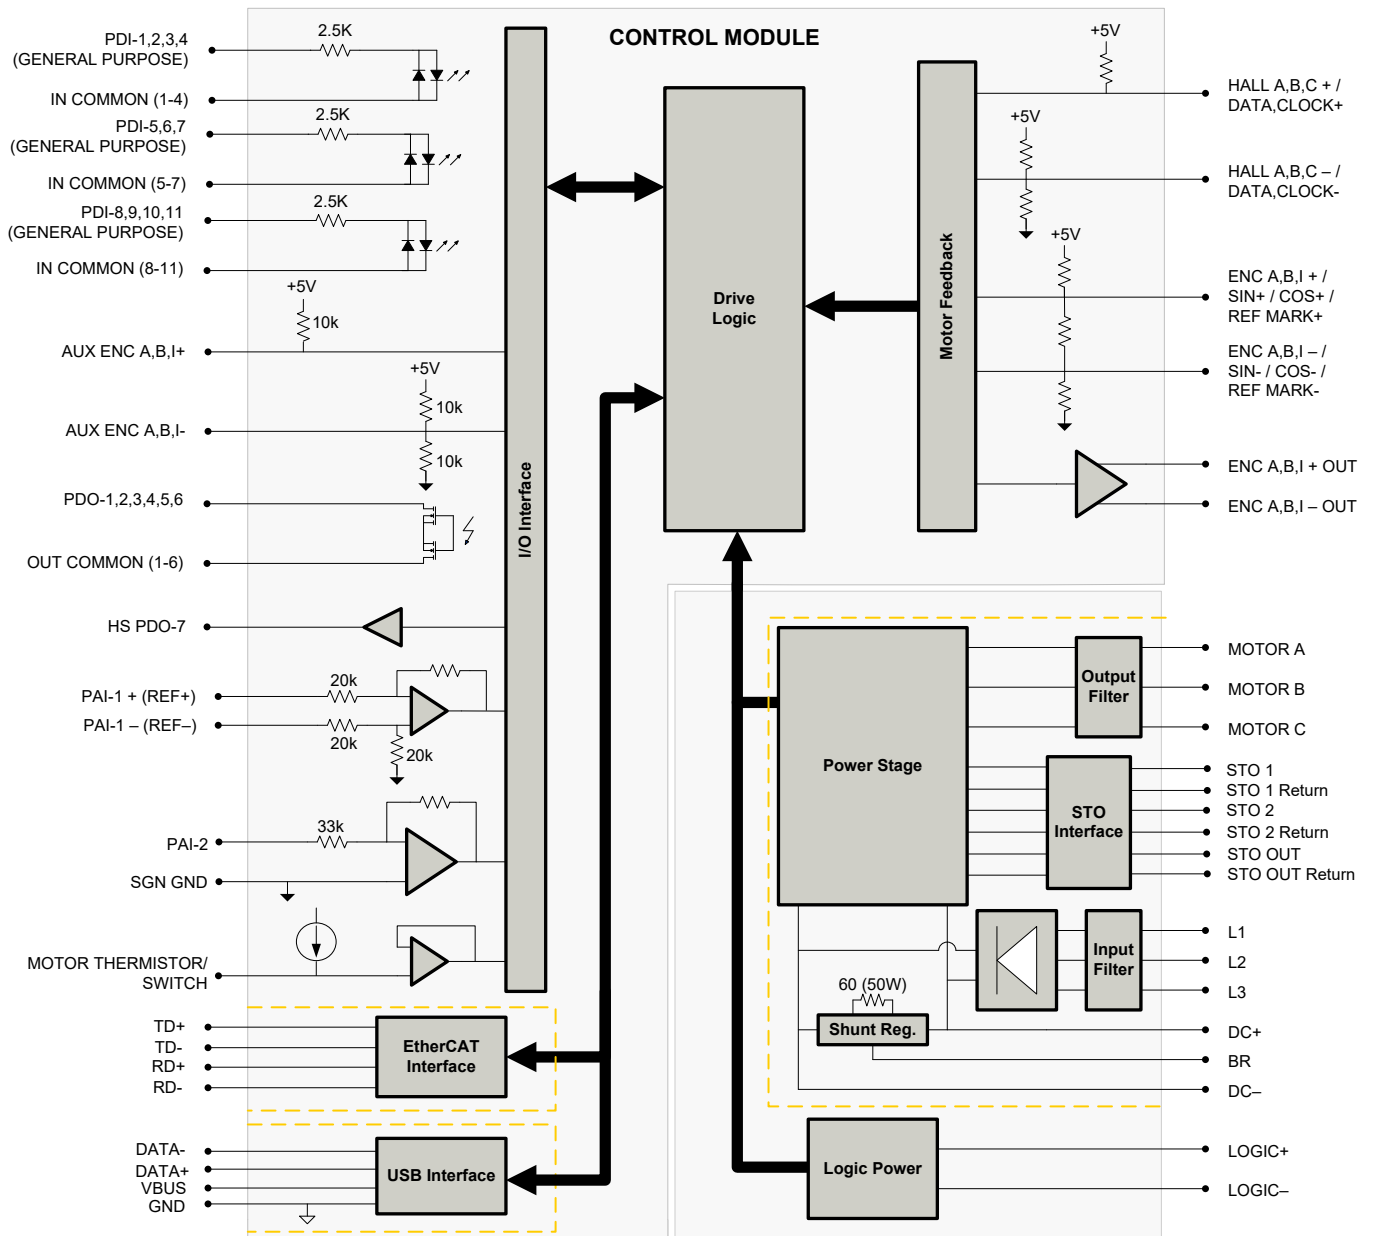 CONTROL MODULE
PDI-1,2,3,4
(GENERAL PURPOSE)
2.5K
IN COMMON (1-4)
PDI-5,6,7
(GENERAL PURPOSE)
2.5K
IN COMMON (5-7)
PDI-8,9,10,11
(GENERAL PURPOSE)
2.5K
IN COMMON (8-11)
+5V
10k
AUX ENC A,B,I+
+5V
10k
AUX ENC A,B,I-
10k
PDO-1,2,3,4,5,6
OUT COMMON (1-6)
HS PDO-7
PAI-1 + (REF+)
20k
PAI-1 – (REF–)
20k
20k
PAI-2
33k
SGN GND
MOTOR THERMISTOR/
SWITCH
I/O Interface
TD+
TD-
RD+
RD-
EtherCAT
Interface
DATA-
DATA+
VBUS
GND
USB Interface
Drive
Logic
Motor Feedback
+5V
HALL A,B,C + /
DATA,CLOCK+
+5V
HALL A,B,C – /
DATA,CLOCK-
+5V
ENC A,B,I + /
SIN+ / COS+ /
REF MARK+
ENC A,B,I – /
SIN- / COS- /
REF MARK-
ENC A,B,I + OUT
ENC A,B,I – OUT
Power Stage
Output
Filter
MOTOR A
MOTOR B
MOTOR C
STO
Interface
STO 1
STO 1 Return
STO 2
STO 2 Return
STO OUT
STO OUT Return
Input
Filter
L1
L2
L3
60 (50W)
Shunt Reg.
DC+
BR
DC–
Logic Power
LOGIC+
LOGIC–